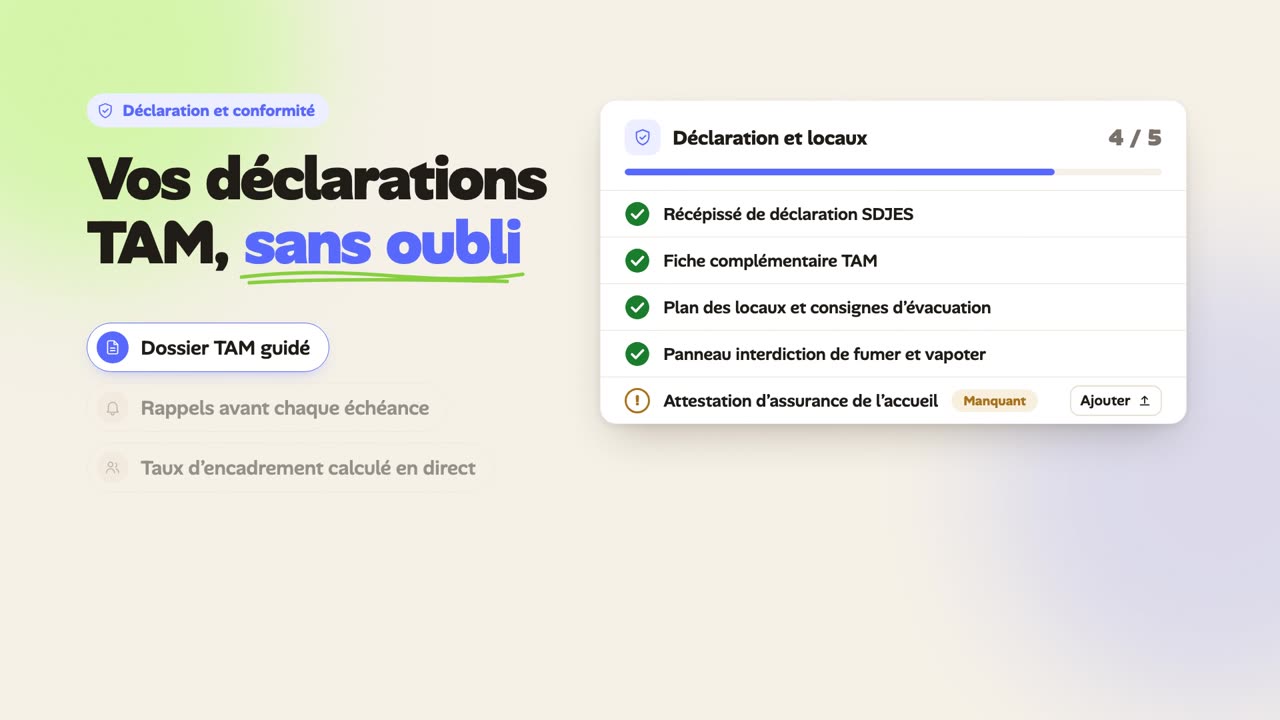 Déclaration et conformité
Vos déclarations
TAM, sans oubli
Dossier TAM guidé
Rappels avant chaque échéance
Taux d’encadrement calculé en direct
Déclaration et locaux
4 / 5
Récépissé de déclaration SDJES
Fiche complémentaire TAM
Plan des locaux et consignes d’évacuation
Panneau interdiction de fumer et vapoter
Attestation d’assurance de l’accueil Manquant Ajouter